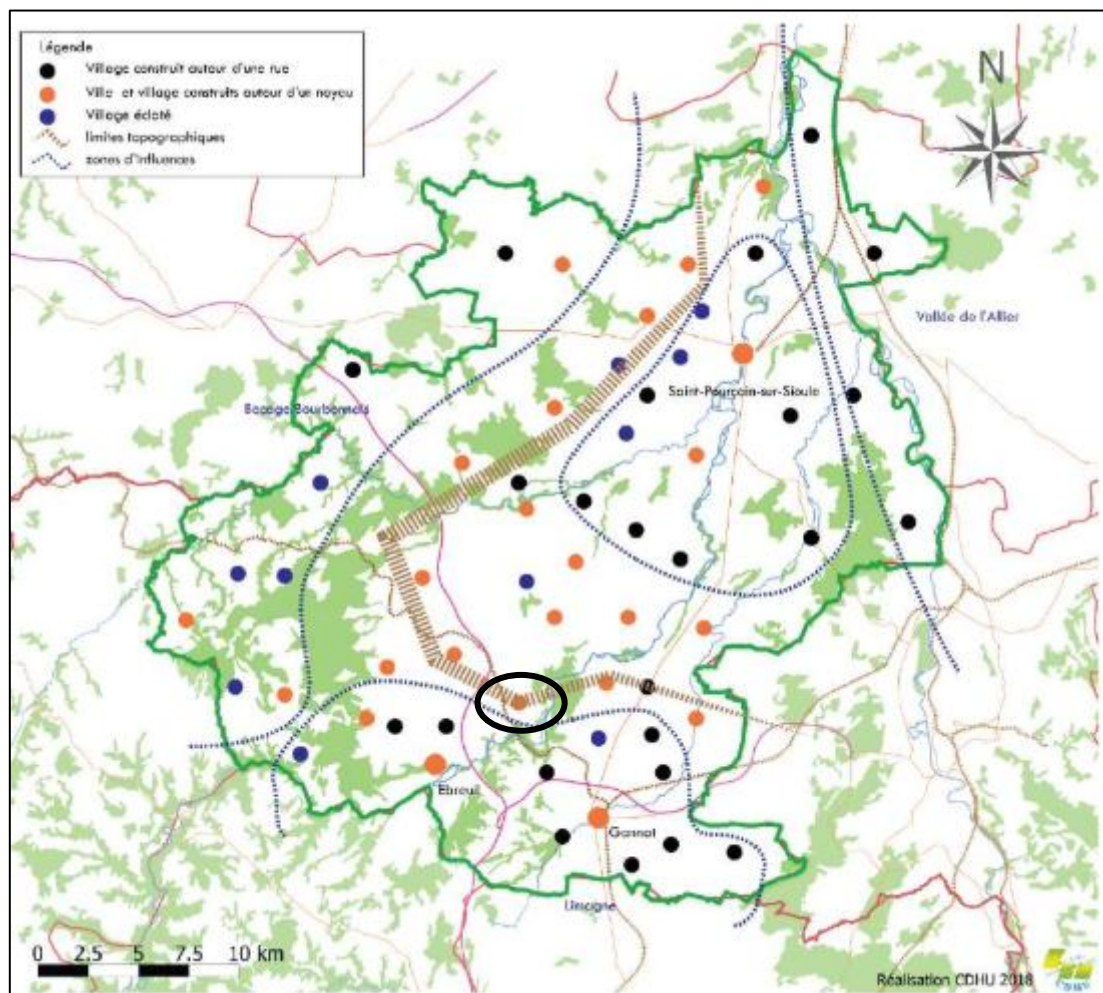 Légende
Village construit autour d'une rue
Ville et village construits autour d'un noyau
Village éclaté
limites topographiques
zones d'influences
N
Vallée de l'Allier
Saint-Pourçain-sur-Sioule
Bocage Bourbonnais
Ebreuil
Gannat
Limagne
0 2.5 5 7.5 10 km
Réalisation CDHU 2018